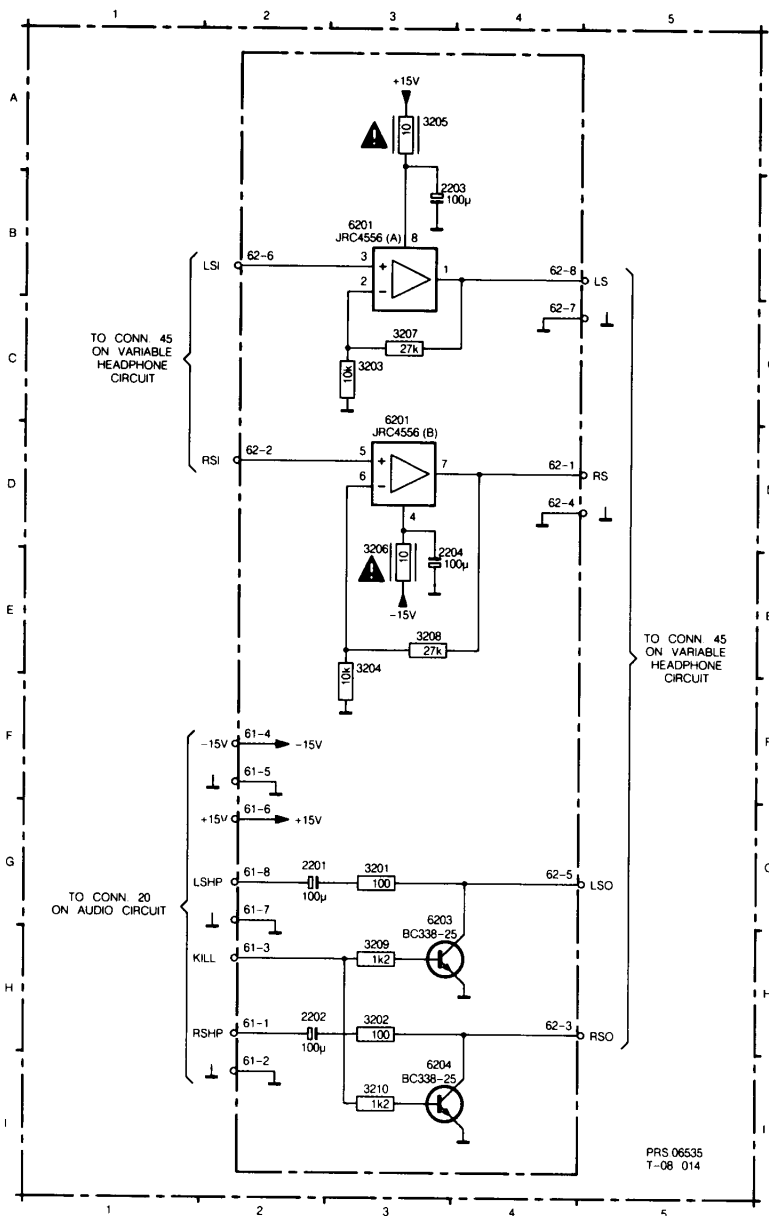 1 2 3 4 5
A
+15V
10 3205
!
2203
100µ
B
6201
JRC4556 (A) 8
LSI 62-6 3 + 1 62-8 LS
2 −
62-7
TO CONN. 45
ON VARIABLE
HEADPHONE
CIRCUIT
C
3207
27k
10k 3203
6201
JRC4556 (B)
RSI 62-2 5 + 7 62-1 RS
D
6 −
4
62-4
3206 10 2204
100µ
!
E
−15V
3208
27k
10k 3204
TO CONN. 45
ON VARIABLE
HEADPHONE
CIRCUIT
F
−15V 61-4 −15V
61-5
+15V 61-6 +15V
G
LSHP 61-8 2201 3201 62-5 LSO
100µ 100
TO CONN. 20
ON AUDIO CIRCUIT
61-7
6203
BC338-25
KILL 61-3 3209
1k2
H
RSHP 61-1 2202 3202 62-3 RSO
100µ 100
61-2
6204
BC338-25
3210
1k2
I
PRS 06535
T-08 014
1 2 3 4 5